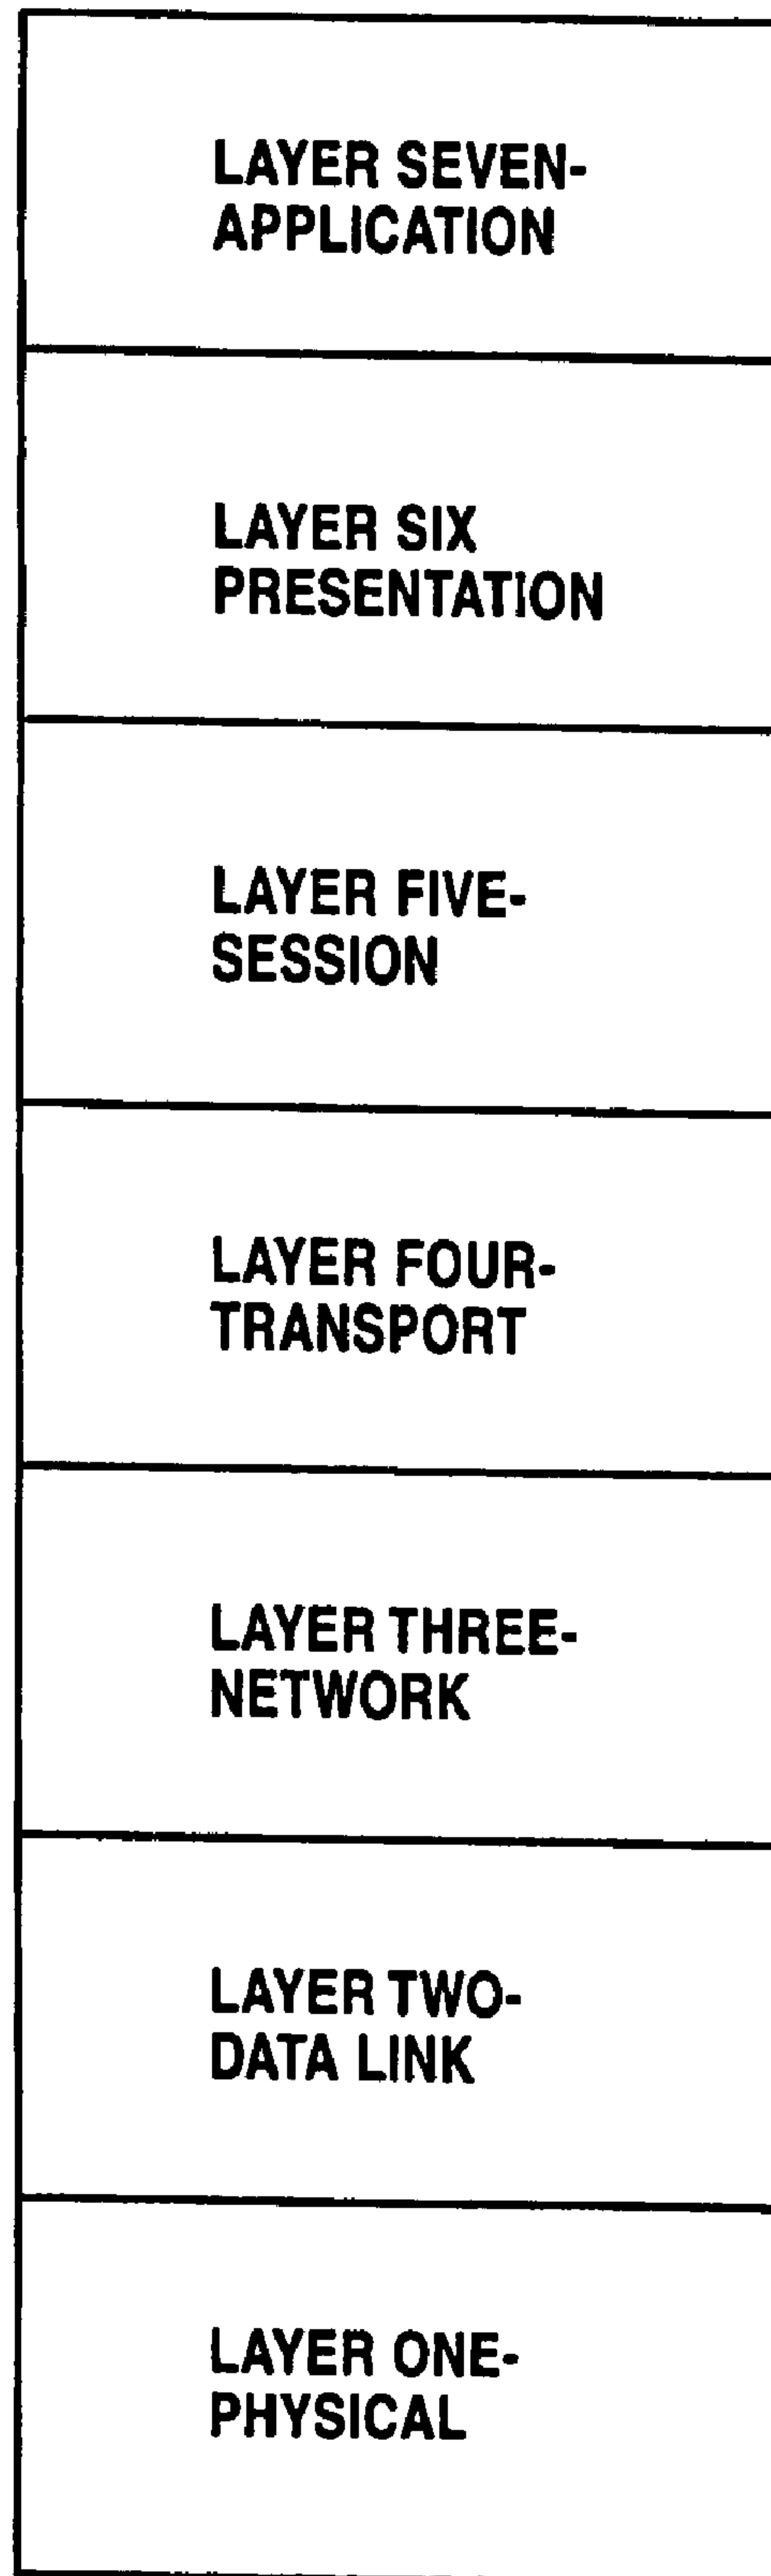 LAYER SEVEN-
APPLICATION
LAYER SIX
PRESENTATION
LAYER FIVE-
SESSION
LAYER FOUR-
TRANSPORT
LAYER THREE-
NETWORK
LAYER TWO-
DATA LINK
LAYER ONE-
PHYSICAL